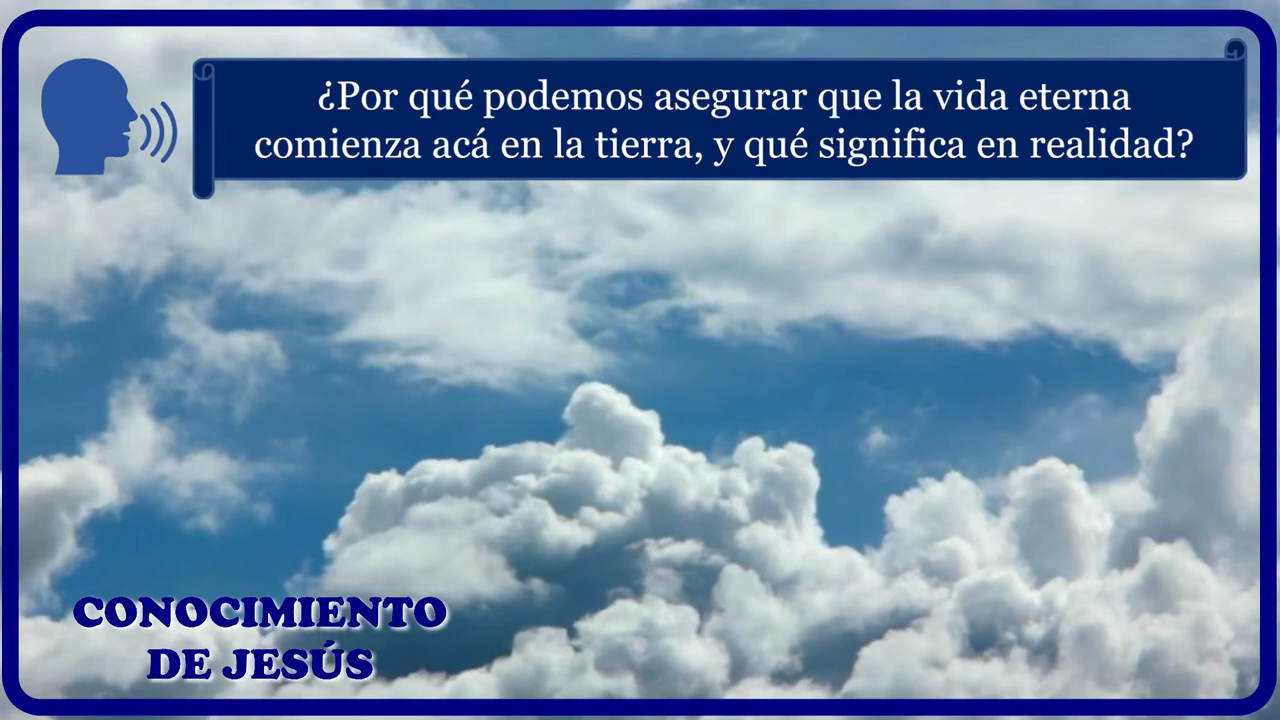 ¿Por qué podemos asegurar que la vida eterna
comienza acá en la tierra, y qué significa en realidad?
CONOCIMIENTO
DE JESÚS